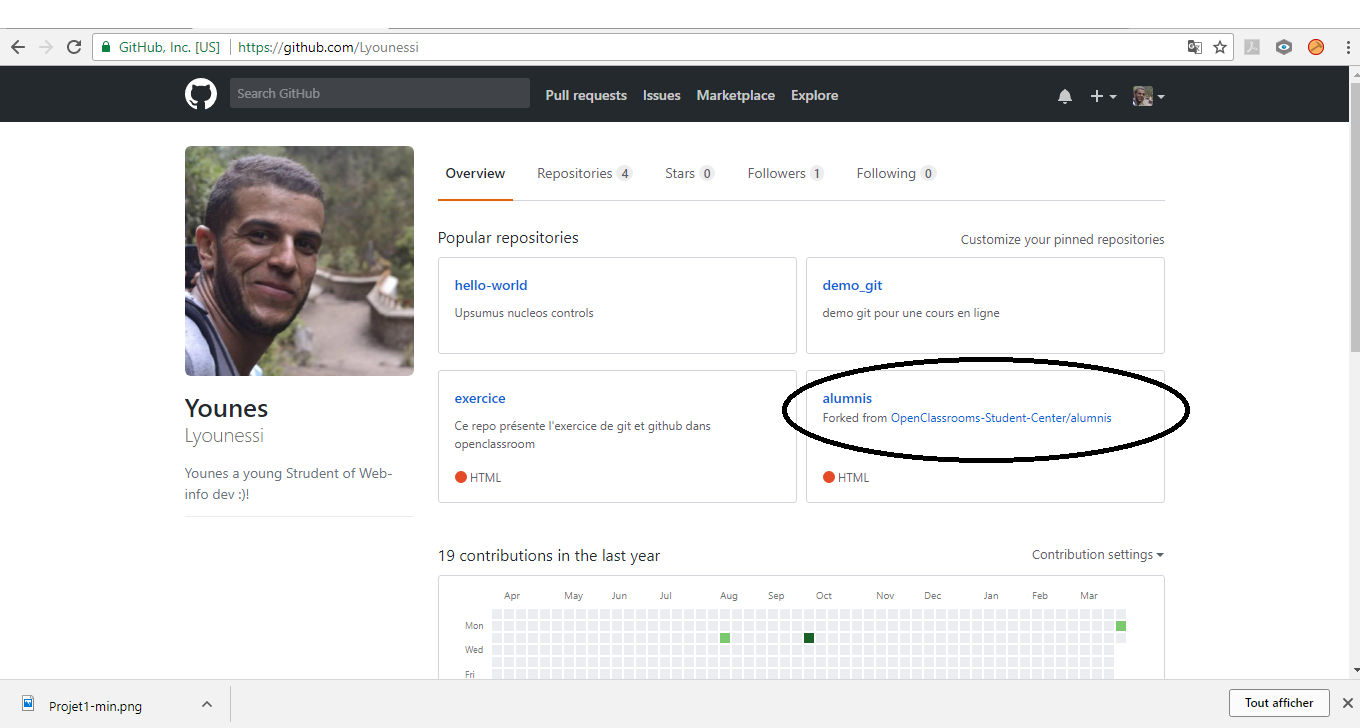 GitHub, Inc. [US] https://github.com/Lyounessi
Search GitHub
Pull requests Issues Marketplace Explore
Overview Repositories 4 Stars 0 Followers 1 Following 0
Popular repositories
Customize your pinned repositories
hello-world
Upsumus nucleos controls
demo_git
demo git pour une cours en ligne
exercice
Ce repo présente l'exercice de git et github dans
openclassroom
HTML
alumnis
Forked from OpenClassrooms-Student-Center/alumnis
HTML
Younes
Lyounessi
Younes a young Strudent of Web-
info dev :)!
19 contributions in the last year
Contribution settings
Apr May Jun Jul Aug Sep Oct Nov Dec Jan Feb Mar
Mon
Wed
Fri
Projet1-min.png
Tout afficher